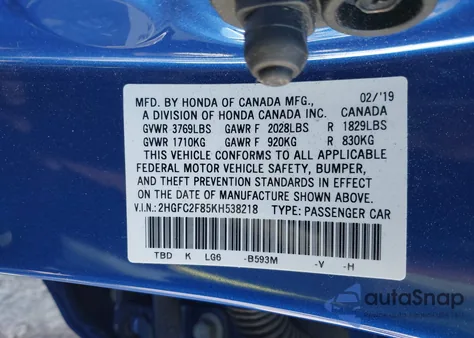 MFD. BY HONDA OF CANADA MFG., 02/'19
A DIVISION OF HONDA CANADA INC. CANADA
GVWR 3769LBS GAWR F 2028LBS R 1829LBS
GVWR 1710KG GAWR F 920KG R 830KG
THIS VEHICLE CONFORMS TO ALL APPLICABLE
FEDERAL MOTOR VEHICLE SAFETY, BUMPER,
AND THEFT PREVENTION STANDARDS IN EFFECT
ON THE DATE OF MANUFACTURE SHOWN ABOVE.
V.I.N.: 2HGFC2F85KH538218 TYPE: PASSENGER CAR
TBD K LG6 -B593M -V -H
autoSnap